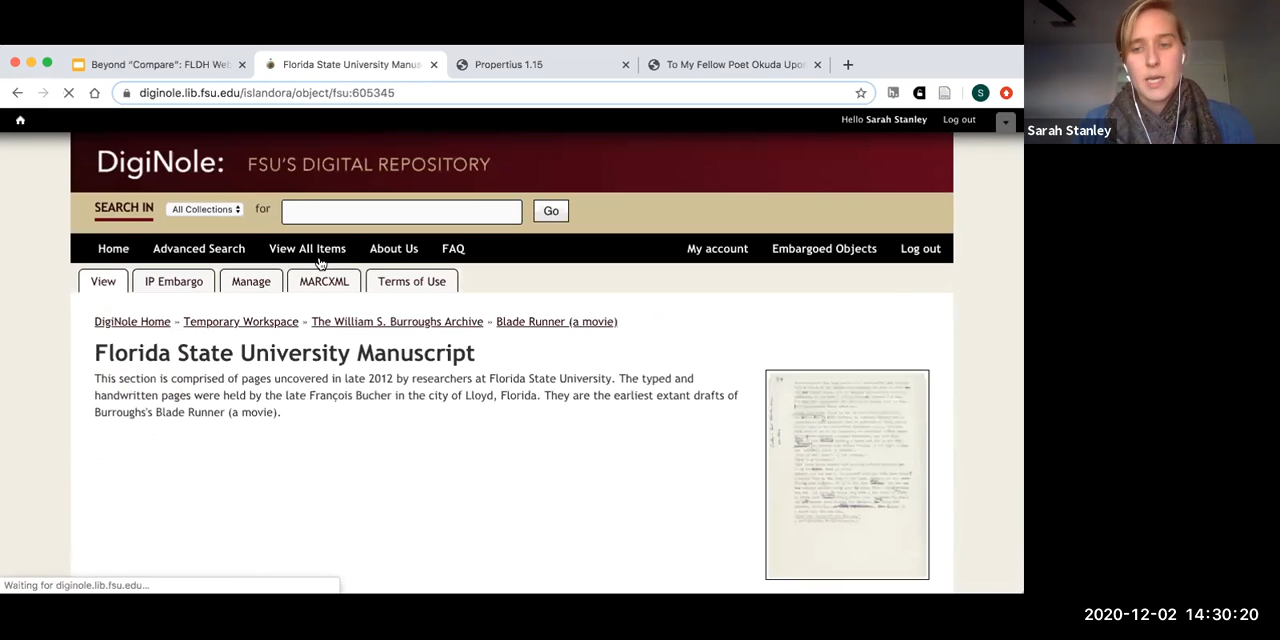 Beyond "Compare": FLDH Web
Florida State University Manus
Propertius 1.15
To My Fellow Poet Okuda Upon
diginole.lib.fsu.edu/islandora/object/fsu:605345
S
Hello Sarah Stanley
Log out
DigiNole: FSU'S DIGITAL REPOSITORY
SEARCH IN All Collections for Go
Home Advanced Search View All Items About Us FAQ My account Embargoed Objects Log out
View IP Embargo Manage MARCXML Terms of Use
DigiNole Home » Temporary Workspace » The William S. Burroughs Archive » Blade Runner (a movie)
Florida State University Manuscript
This section is comprised of pages uncovered in late 2012 by researchers at Florida State University. The typed and
handwritten pages were held by the late François Bucher in the city of Lloyd, Florida. They are the earliest extant drafts of
Burroughs's Blade Runner (a movie).
Waiting for diginole.lib.fsu.edu...
Sarah Stanley
2020-12-02 14:30:20